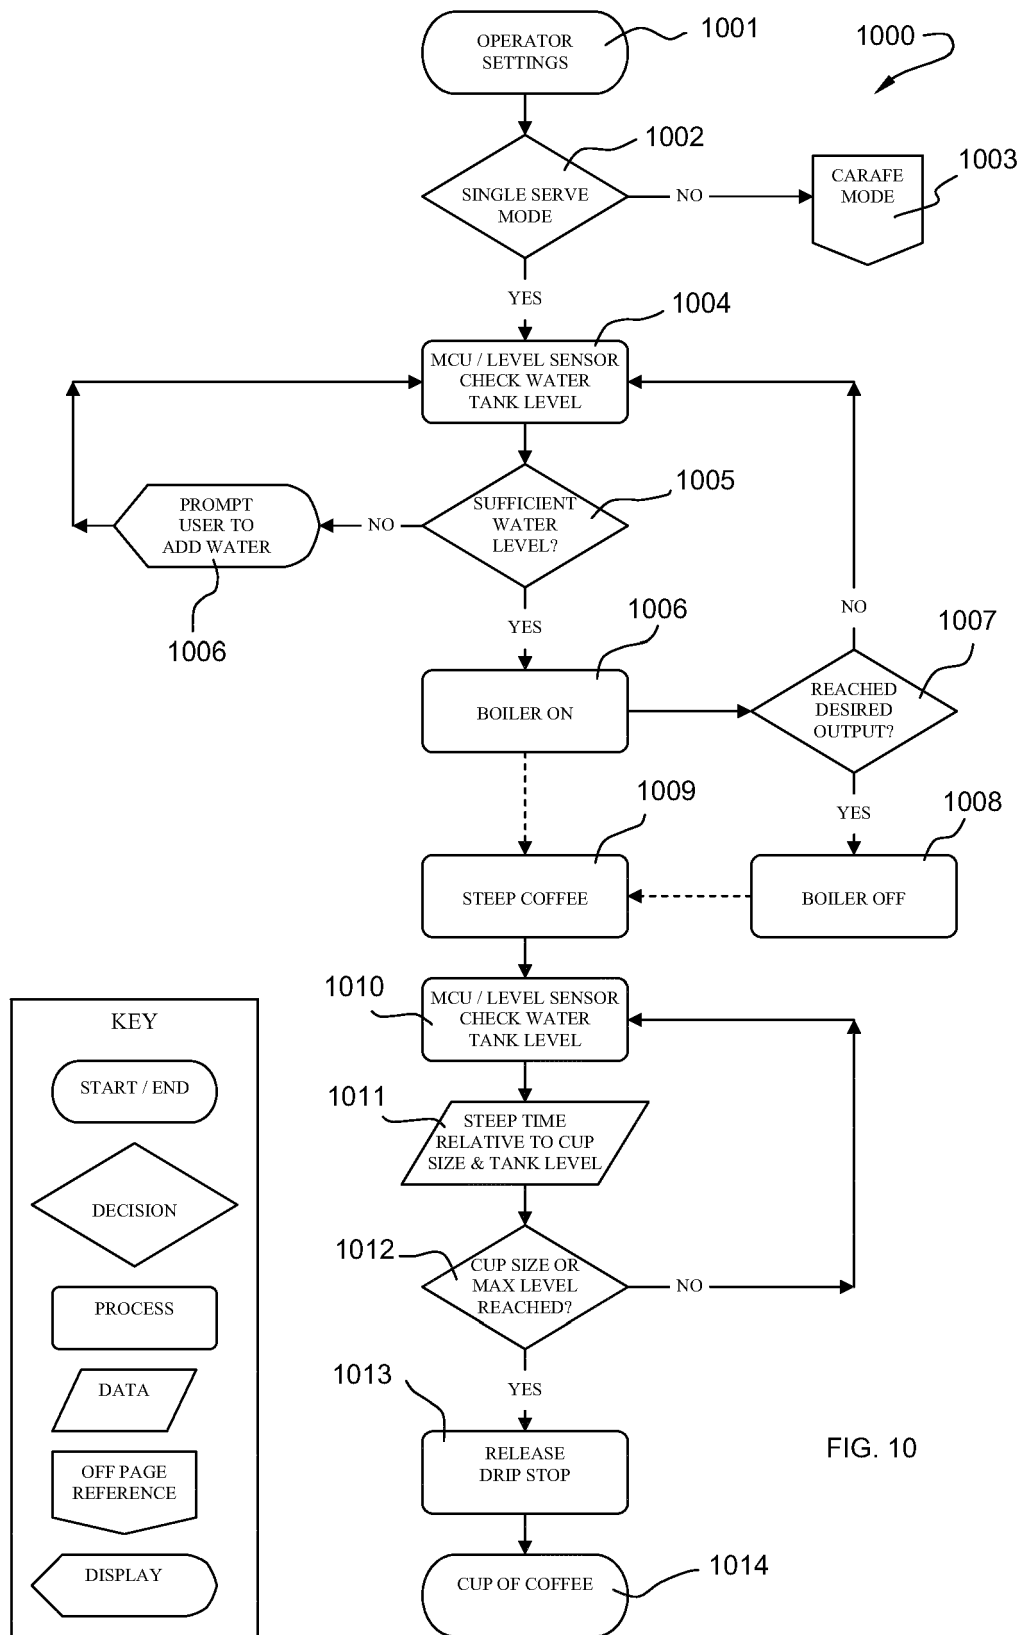 1001
OPERATOR
SETTINGS
1000
1002
SINGLE SERVE
MODE
NO
CARAFE
MODE
1003
YES
1004
MCU / LEVEL SENSOR
CHECK WATER
TANK LEVEL
1005
SUFFICIENT
WATER
LEVEL?
NO
PROMPT
USER TO
ADD WATER
1006
YES
1006
BOILER ON
NO
1007
REACHED
DESIRED
OUTPUT?
YES
1008
BOILER OFF
1009
STEEP COFFEE
1010
MCU / LEVEL SENSOR
CHECK WATER
TANK LEVEL
1011
STEEP TIME
RELATIVE TO CUP
SIZE & TANK LEVEL
1012
CUP SIZE OR
MAX LEVEL
REACHED?
NO
YES
1013
RELEASE
DRIP STOP
1014
CUP OF COFFEE
KEY
START / END
DECISION
PROCESS
DATA
OFF PAGE
REFERENCE
DISPLAY
FIG. 10